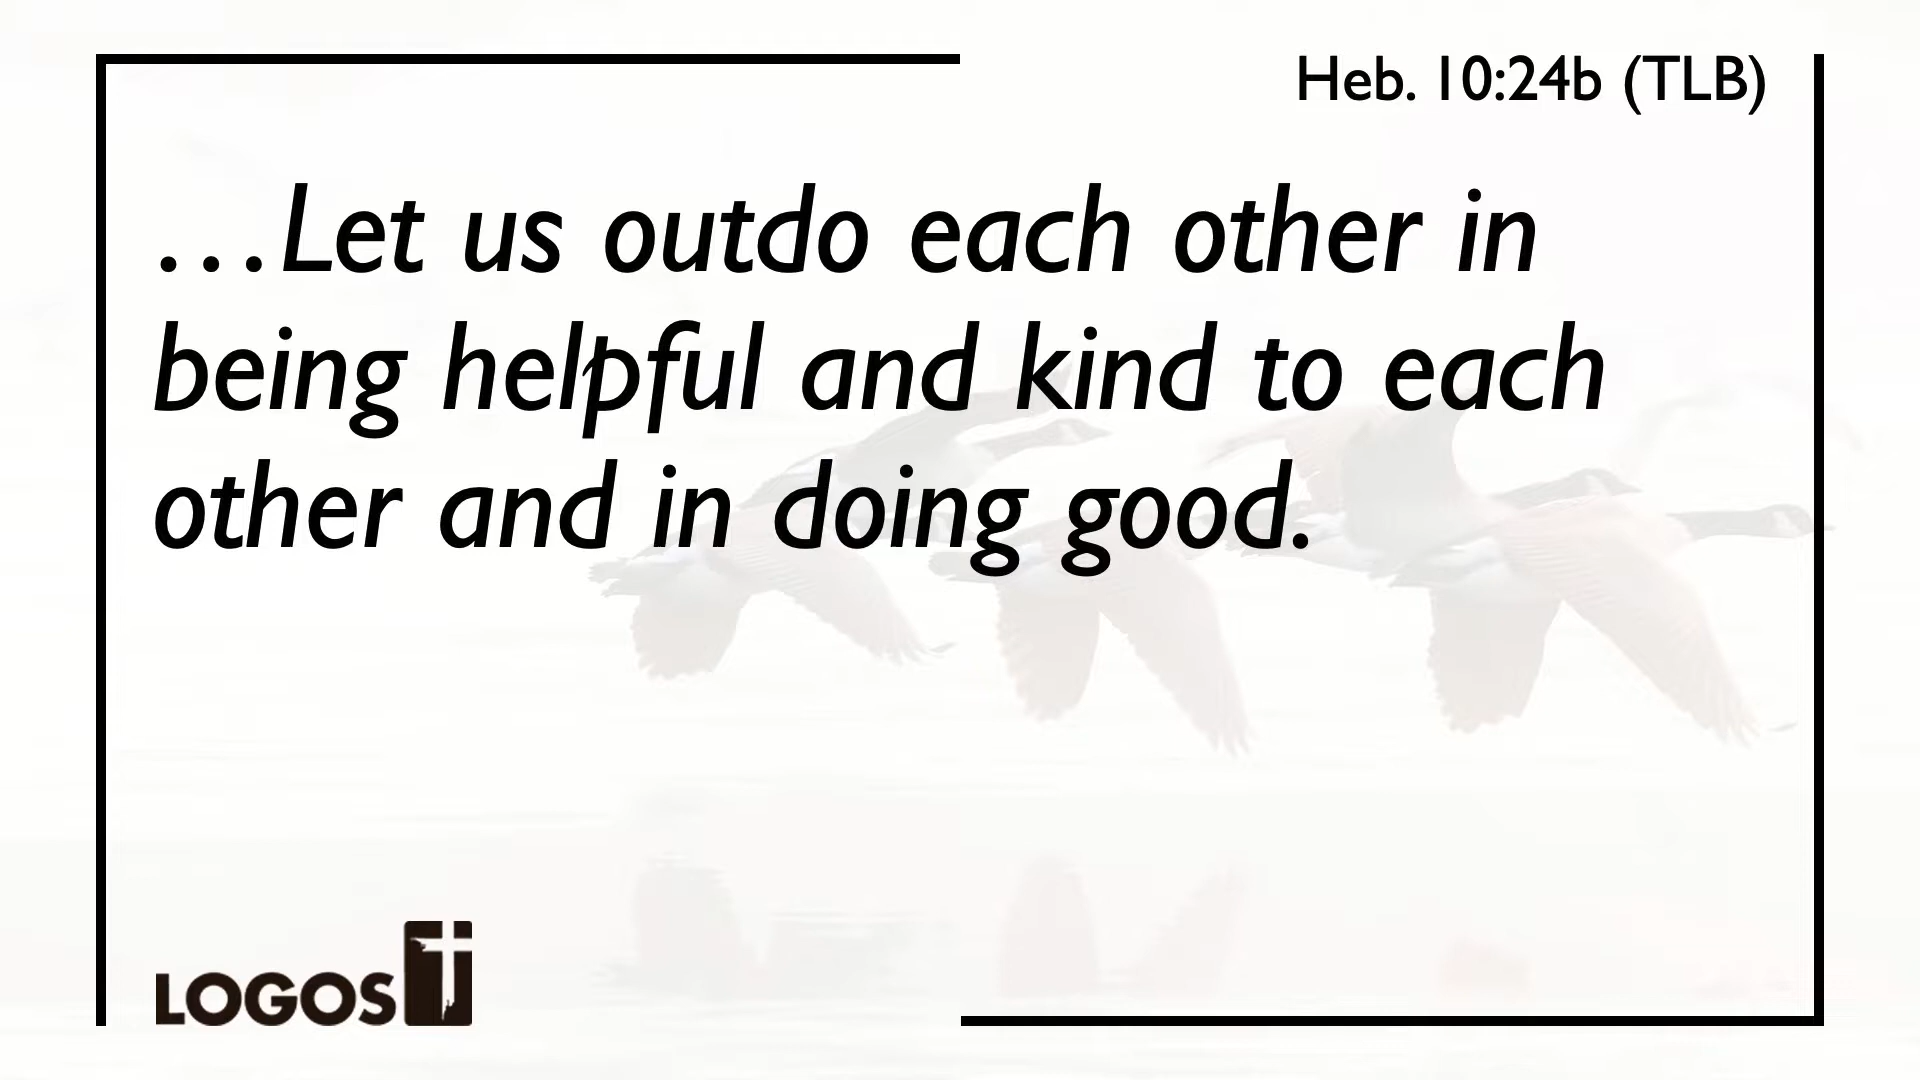 Heb. 10:24b (TLB)
…Let us outdo each other in
being helpful and kind to each
other and in doing good.
LOGOS